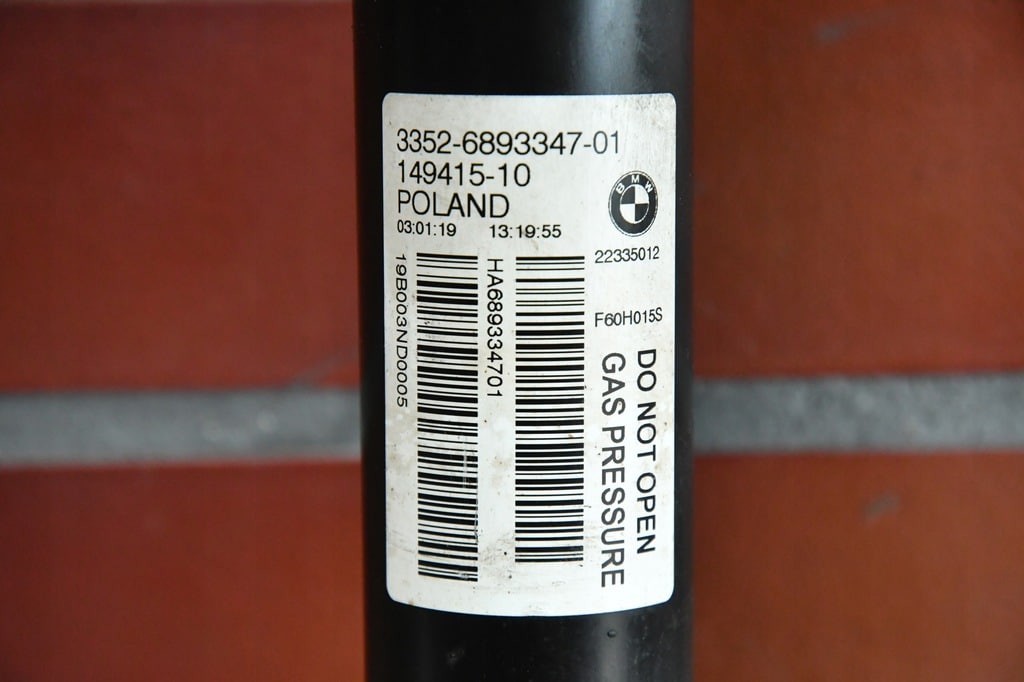 3352-6893347-01
149415-10
POLAND
03:01:19 13:19:55
BMW
22335012
F60H015S
19B003ND0005
HA689334701
DO NOT OPEN
GAS PRESSURE